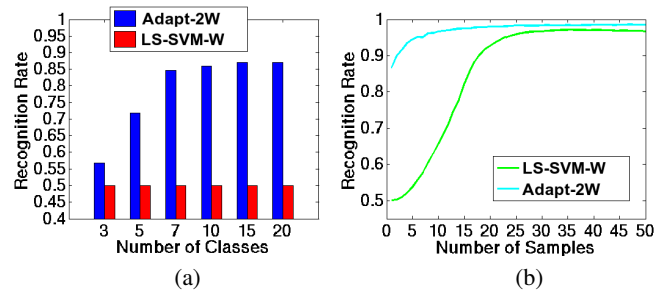 Adapt-2W
LS-SVM-W
Recognition Rate
1
0.95
0.9
0.85
0.8
0.75
0.7
0.65
0.6
0.55
0.5
0.45
0.4
3 5 7 10 15 20
Number of Classes
(a)
Recognition Rate
1
0.9
0.8
0.7
0.6
0.5
LS-SVM-W
Adapt-2W
0 5 10 15 20 25 30 35 40 45 50
Number of Samples
(b)